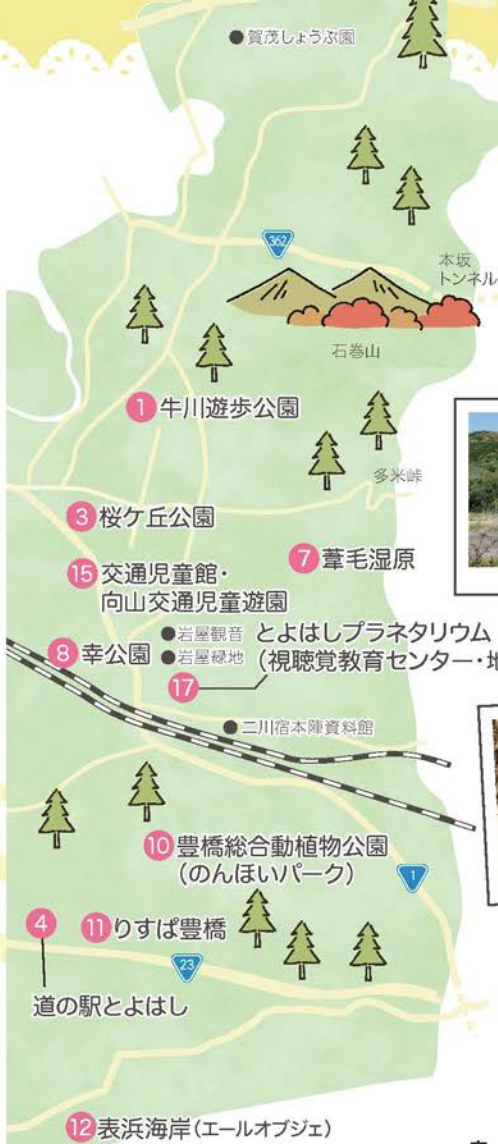 ●賀茂しょうぶ園
362
本坂
トンネル
石巻山
1 牛川遊歩公園
多米峠
3 桜ケ丘公園
7 葦毛湿原
15 交通児童館・
向山交通児童遊園
●岩屋観音
とよはしプラネタリウム
8 幸公園
●岩屋緑地
(視聴覚教育センター・地
17
●二川宿本陣資料館
10 豊橋総合動植物公園
(のんほいパーク)
1
4
11 りすぱ豊橋
23
道の駅とよはし
12 表浜海岸(エールオブジェ)